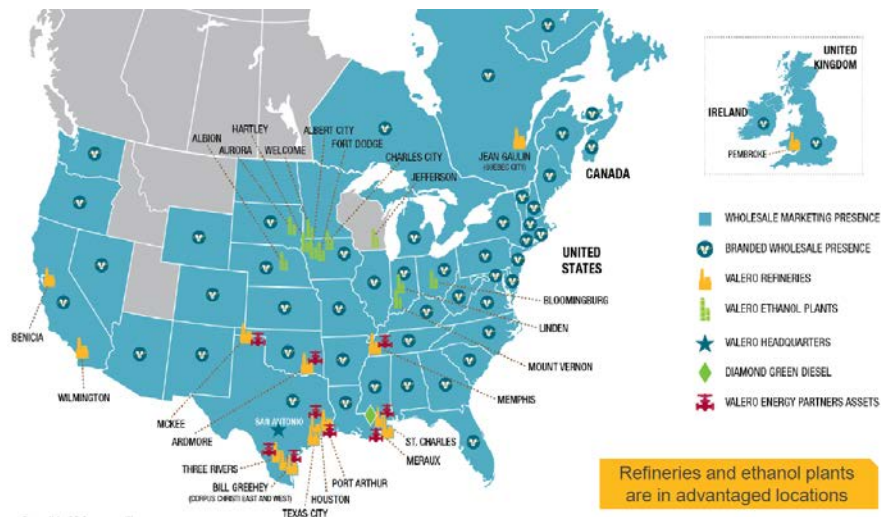 UNITED
KINGDOM
IRELAND
PEMBROKE
HARTLEY
ALBERT CITY
ALBION
FORT DODGE
AURORA
WELCOME
CHARLES CITY
JEFFERSON
JEAN GAULIN
(QUEBEC CITY)
CANADA
UNITED
STATES
WHOLESALE MARKETING PRESENCE
BRANDED WHOLESALE PRESENCE
VALERO REFINERIES
VALERO ETHANOL PLANTS
VALERO HEADQUARTERS
DIAMOND GREEN DIESEL
VALERO ENERGY PARTNERS ASSETS
BENICIA
WILMINGTON
BLOOMINGBURG
LINDEN
MOUNT VERNON
MEMPHIS
MCKEE
ARDMORE
SAN ANTONIO
ST. CHARLES
MERAUX
THREE RIVERS
PORT ARTHUR
BILL GREEHEY
(CORPUS CHRISTI EAST AND WEST)
HOUSTON
TEXAS CITY
Refineries and ethanol plants
are in advantaged locations